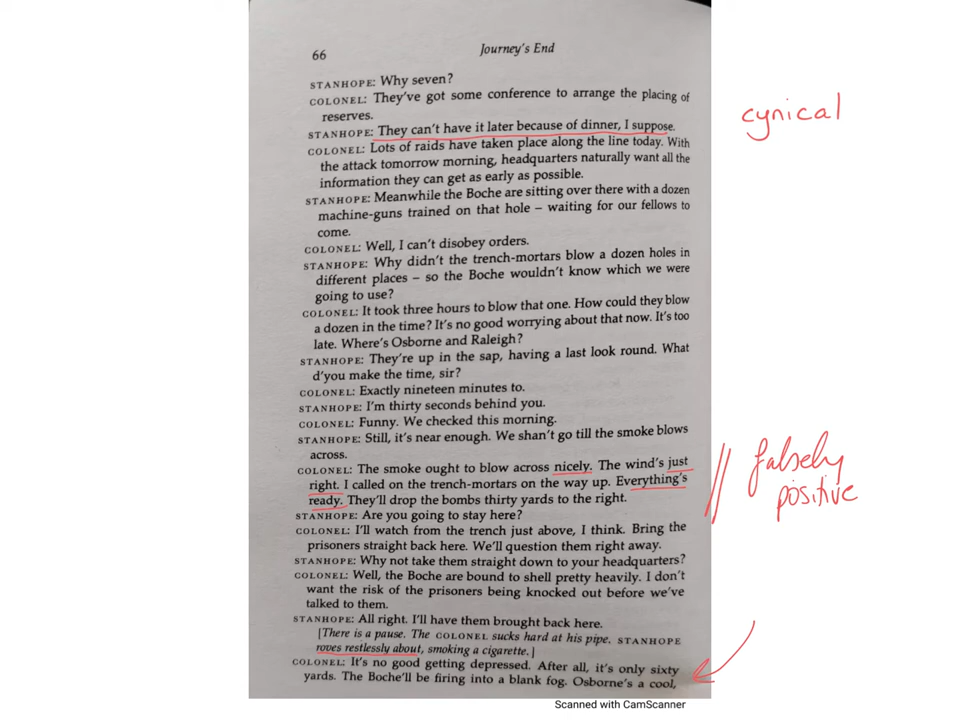 66 Journey's End
STANHOPE: Why seven?
COLONEL: They've got some conference to arrange the placing of
reserves.
STANHOPE: They can't have it later because of dinner, I suppose.
COLONEL: Lots of raids have taken place along the line today. With
the attack tomorrow morning, headquarters naturally want all the
information they can get as early as possible.
STANHOPE: Meanwhile the Boche are sitting over there with a dozen
machine-guns trained on that hole – waiting for our fellows to
come.
COLONEL: Well, I can't disobey orders.
STANHOPE: Why didn't the trench-mortars blow a dozen holes in
different places – so the Boche wouldn't know which we were
going to use?
COLONEL: It took three hours to blow that one. How could they blow
a dozen in the time? It's no good worrying about that now. It's too
late. Where's Osborne and Raleigh?
STANHOPE: They're up in the sap, having a last look round. What
d'you make the time, sir?
COLONEL: Exactly nineteen minutes to.
STANHOPE: I'm thirty seconds behind you.
COLONEL: Funny. We checked this morning.
STANHOPE: Still, it's near enough. We shan't go till the smoke blows
across.
COLONEL: The smoke ought to blow across nicely. The wind's just
right. I called on the trench-mortars on the way up. Everything's
ready. They'll drop the bombs thirty yards to the right.
STANHOPE: Are you going to stay here?
COLONEL: I'll watch from the trench just above, I think. Bring the
prisoners straight back here. We'll question them right away.
STANHOPE: Why not take them straight down to your headquarters?
COLONEL: Well, the Boche are bound to shell pretty heavily. I don't
want the risk of the prisoners being knocked out before we've
talked to them.
STANHOPE: All right. I'll have them brought back here.
[There is a pause. The COLONEL sucks hard at his pipe. STANHOPE
roves restlessly about, smoking a cigarette.]
COLONEL: It's no good getting depressed. After all, it's only sixty
yards. The Boche'll be firing into a blank fog. Osborne's a cool,
cynical
falsely
positive
Scanned with CamScanner